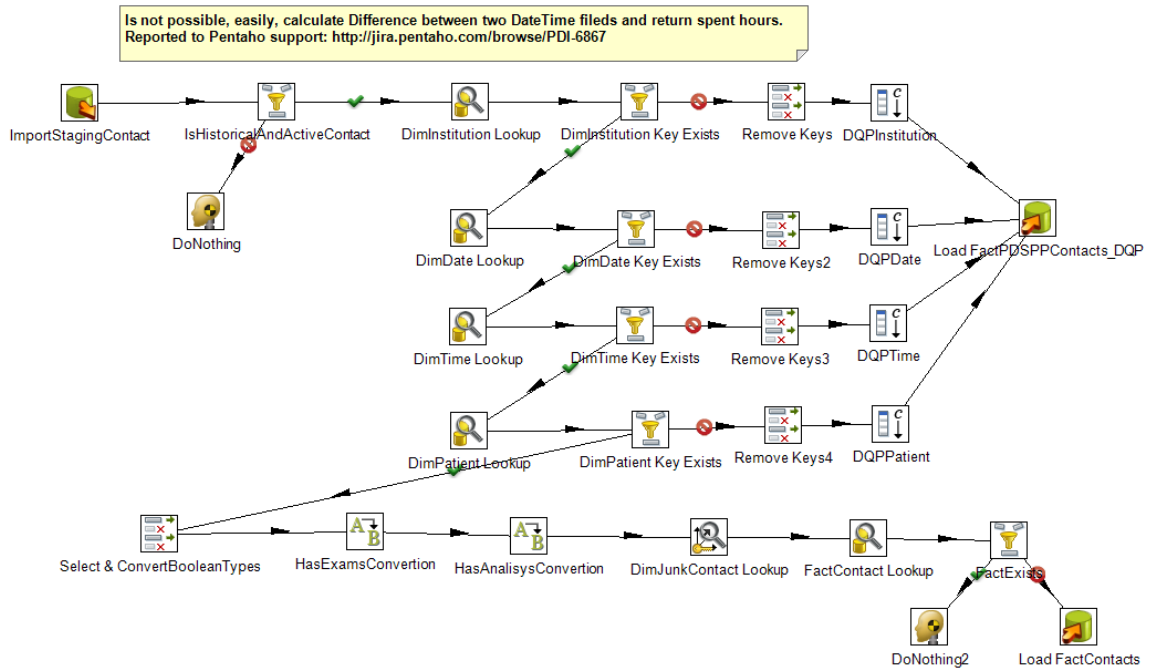 Is not possible, easily, calculate Difference between two DateTime fileds and return spent hours.
Reported to Pentaho support: http://jira.pentaho.com/browse/PDI-6867
ImportStagingContact
IsHistoricalAndActiveContact
DimInstitution Lookup
DimInstitution Key Exists
Remove Keys
DQPInstitution
DoNothing
DimDate Lookup
DimDate Key Exists
Remove Keys2
DQPDate
Load FactPDSPPContacts_DQP
DimTime Lookup
DimTime Key Exists
Remove Keys3
DQPTime
DimPatient Lookup
DimPatient Key Exists
Remove Keys4
DQPPatient
Select & ConvertBooleanTypes
HasExamsConvertion
HasAnalisysConvertion
DimJunkContact Lookup
FactContact Lookup
FactExists
DoNothing2
Load FactContacts